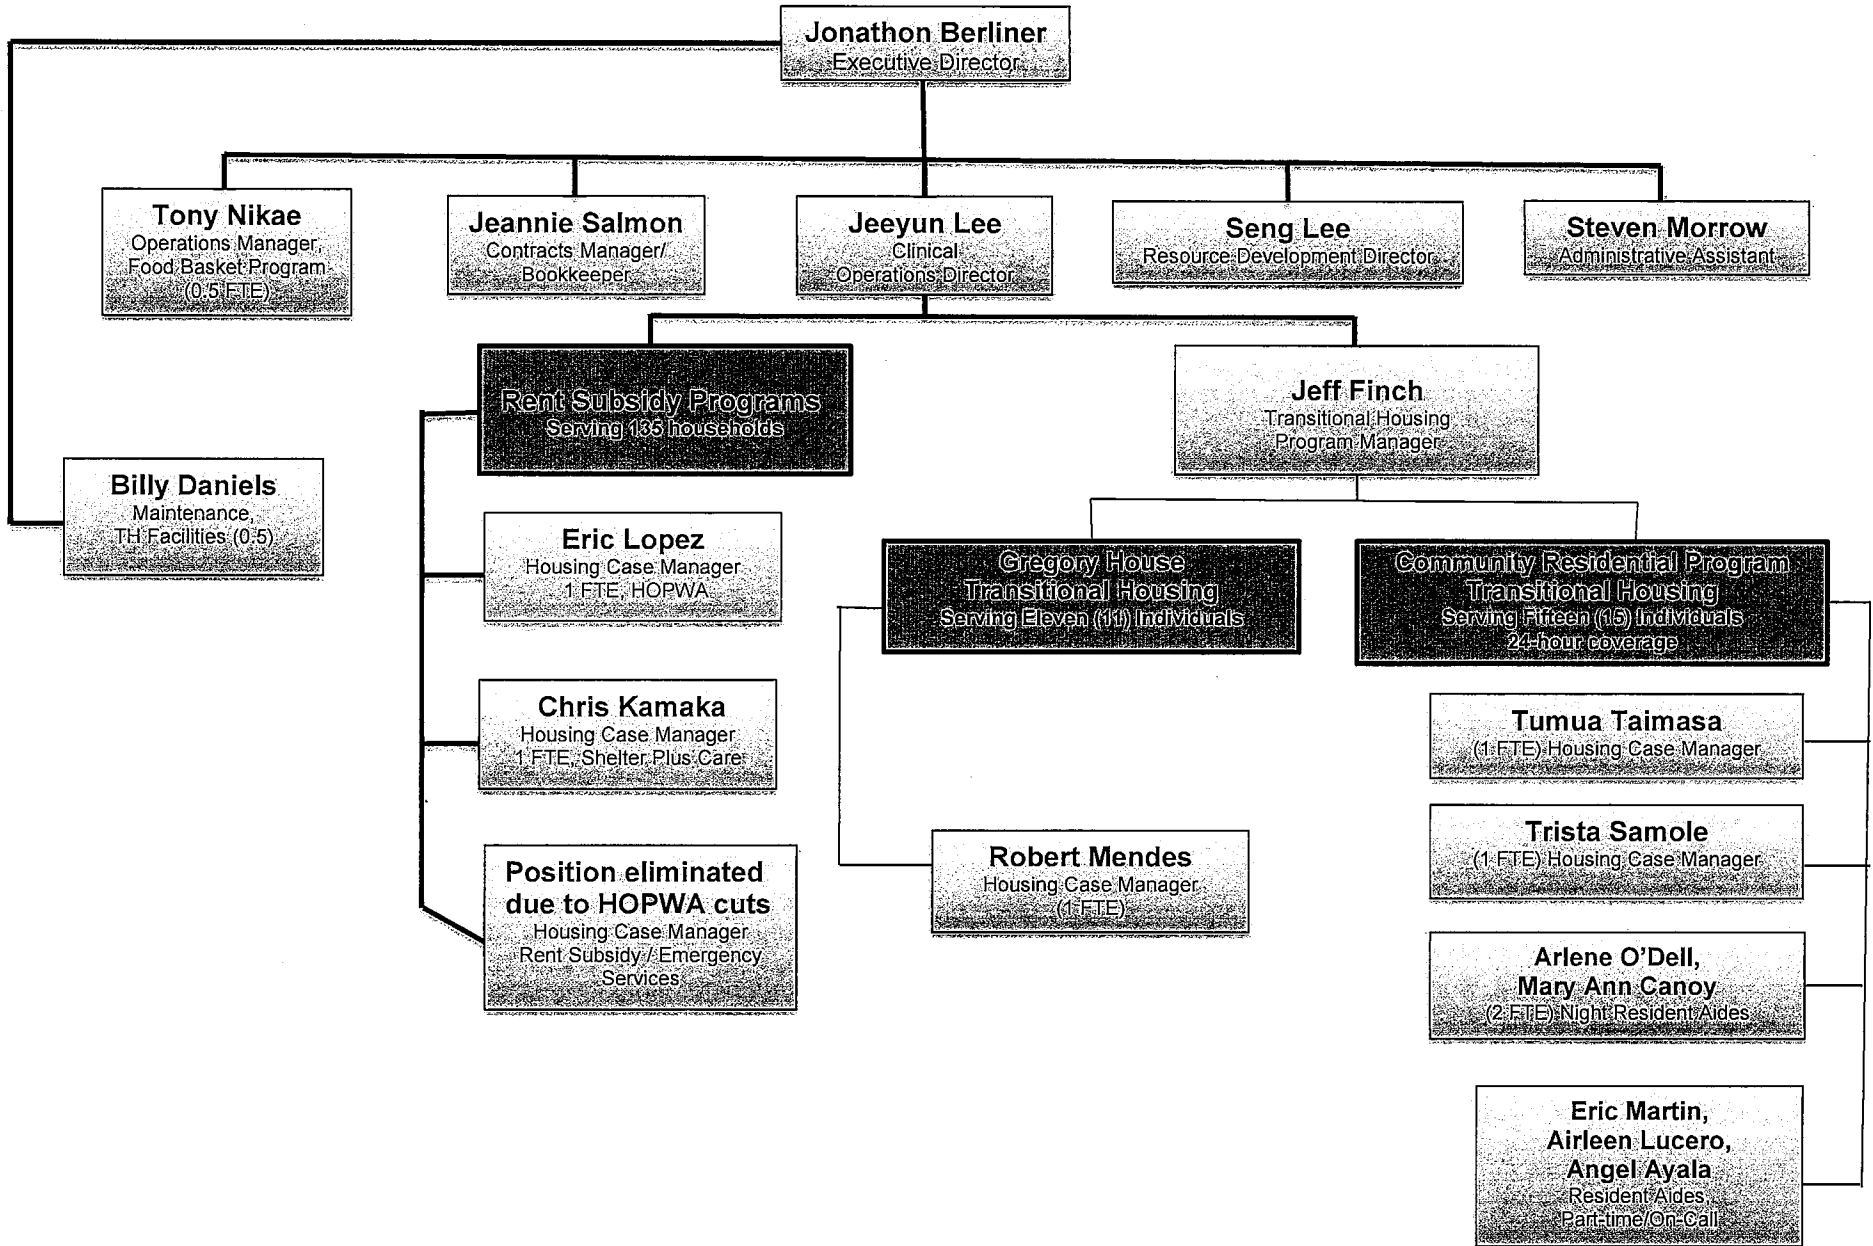 Jonathon Berliner
Executive Director
Tony Nikae
Operations Manager,
Food Basket Program
(0.5 FTE)
Jeannie Salmon
Contracts Manager/
Bookkeeper
Jeeyun Lee
Clinical
Operations Director
Seng Lee
Resource Development Director
Steven Morrow
Administrative Assistant
Rent Subsidy Programs
Serving 135 households
Jeff Finch
Transitional Housing
Program Manager
Billy Daniels
Maintenance,
TH Facilities (0.5)
Eric Lopez
Housing Case Manager
1 FTE, HOPWA
Gregory House
Transitional Housing
Serving Eleven (11) Individuals
Community Residential Program
Transitional Housing
Serving Fifteen (15) Individuals
24-hour coverage
Chris Kamaka
Housing Case Manager
1 FTE, Shelter Plus Care
Tumua Taimasa
(1 FTE) Housing Case Manager
Trista Samole
(1 FTE) Housing Case Manager
Position eliminated
due to HOPWA cuts
Housing Case Manager
Rent Subsidy / Emergency
Services
Robert Mendes
Housing Case Manager
(1 FTE)
Arlene O'Dell,
Mary Ann Canoy
(2 FTE) Night Resident Aides
Eric Martin,
Airleen Lucero,
Angel Ayala
Resident Aides,
Part-time/On-Call